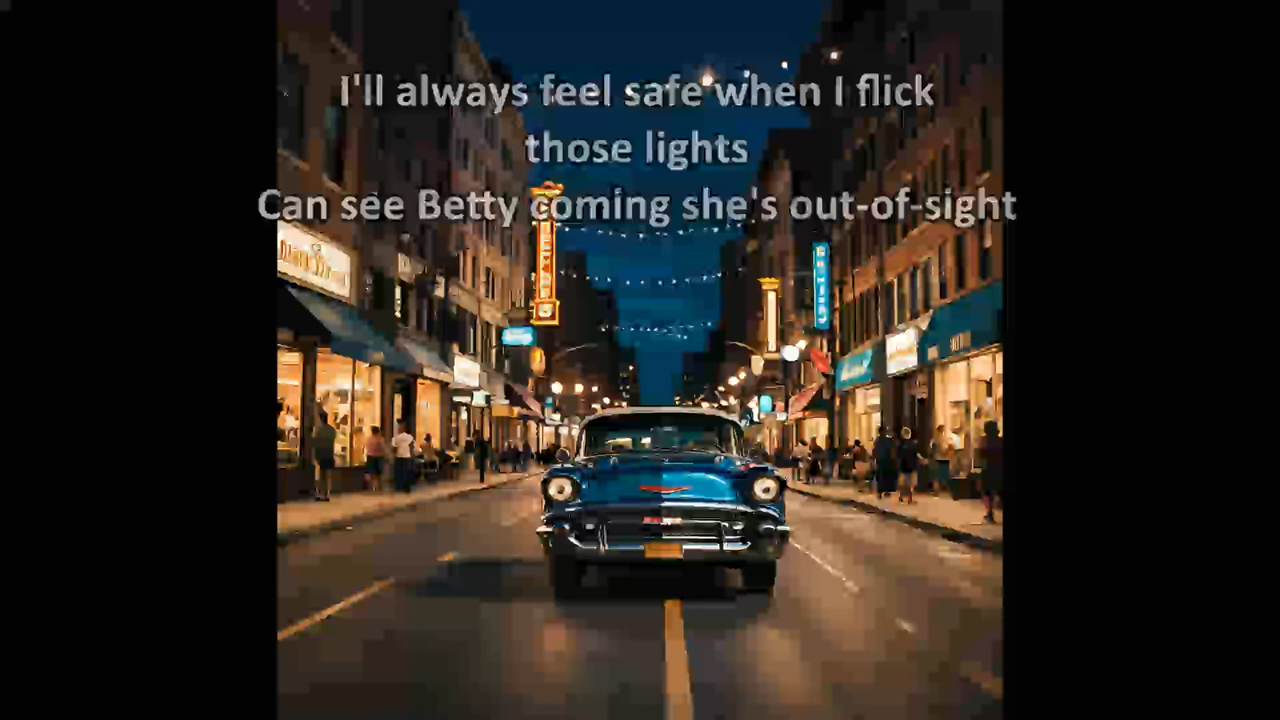 I'll always feel safe when I flick
those lights
Can see Betty coming she's out-of-sight